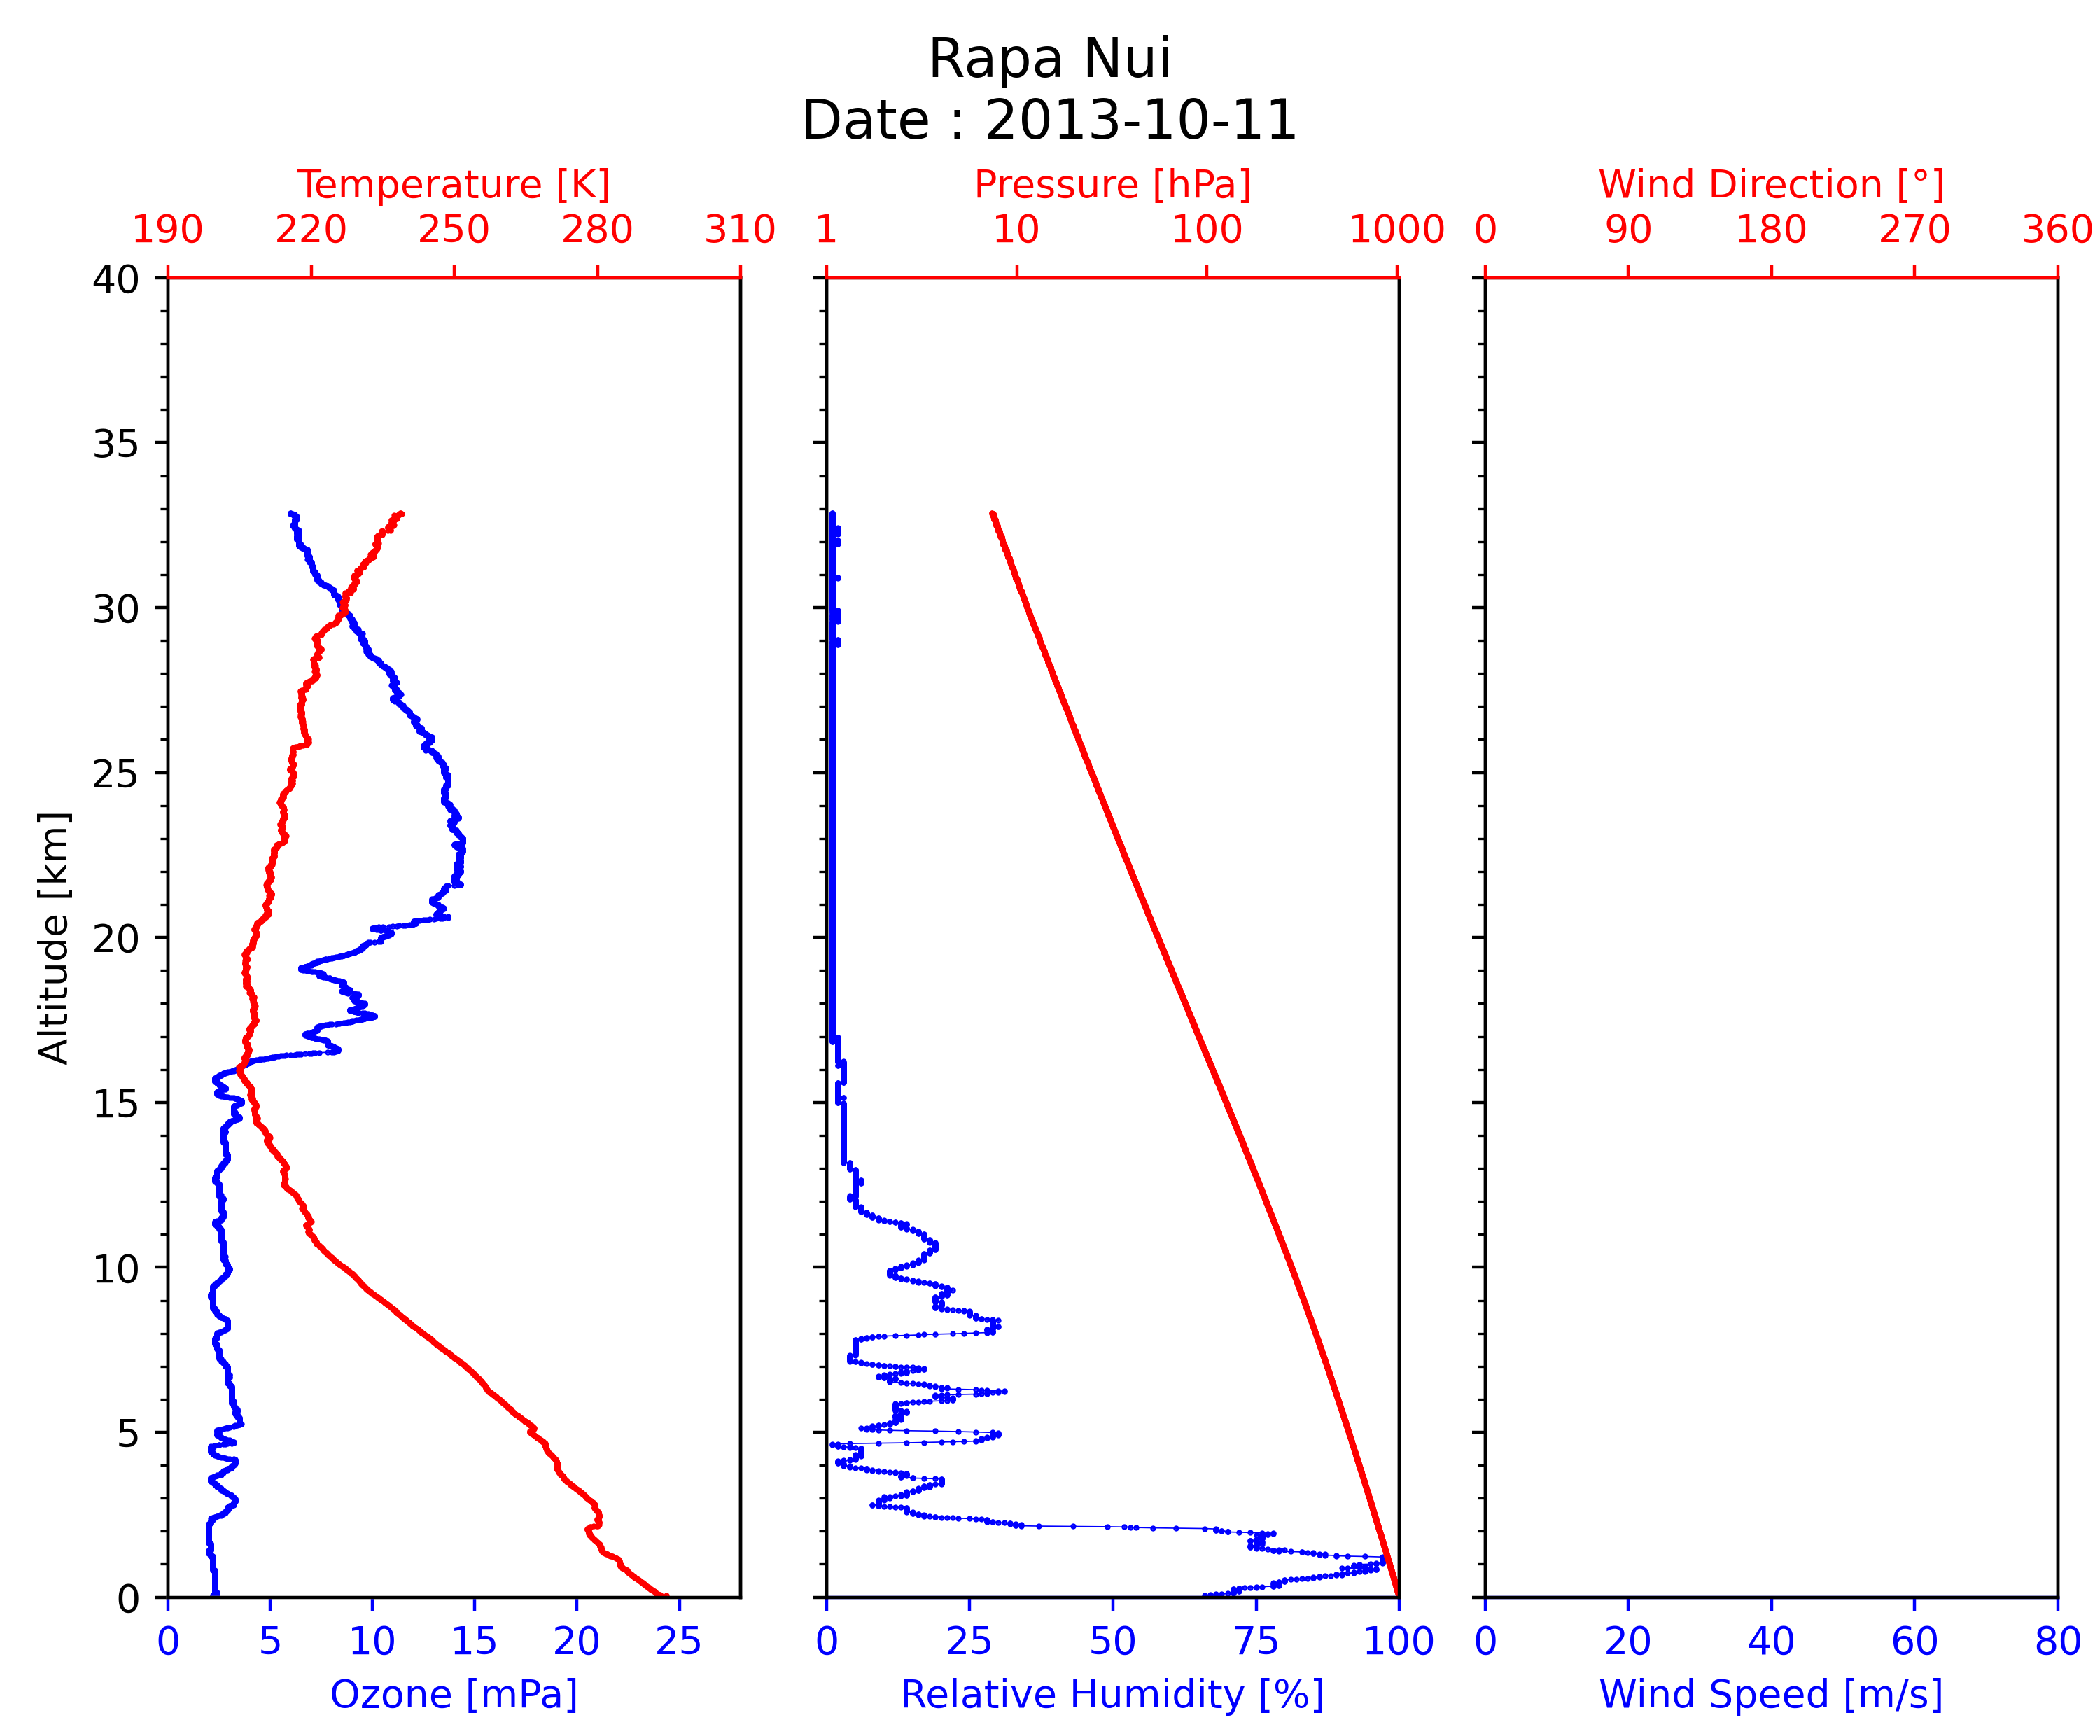 Rapa Nui
Date : 2013-10-11
Temperature [K]
Pressure [hPa]
Wind Direction [°]
190 220 250 280 310
1 10 100 1000
0 90 180 270 360
40
35
30
25
20
15
10
5
0
Altitude [km]
0 5 10 15 20 25
0 25 50 75 100
0 20 40 60 80
Ozone [mPa]
Relative Humidity [%]
Wind Speed [m/s]